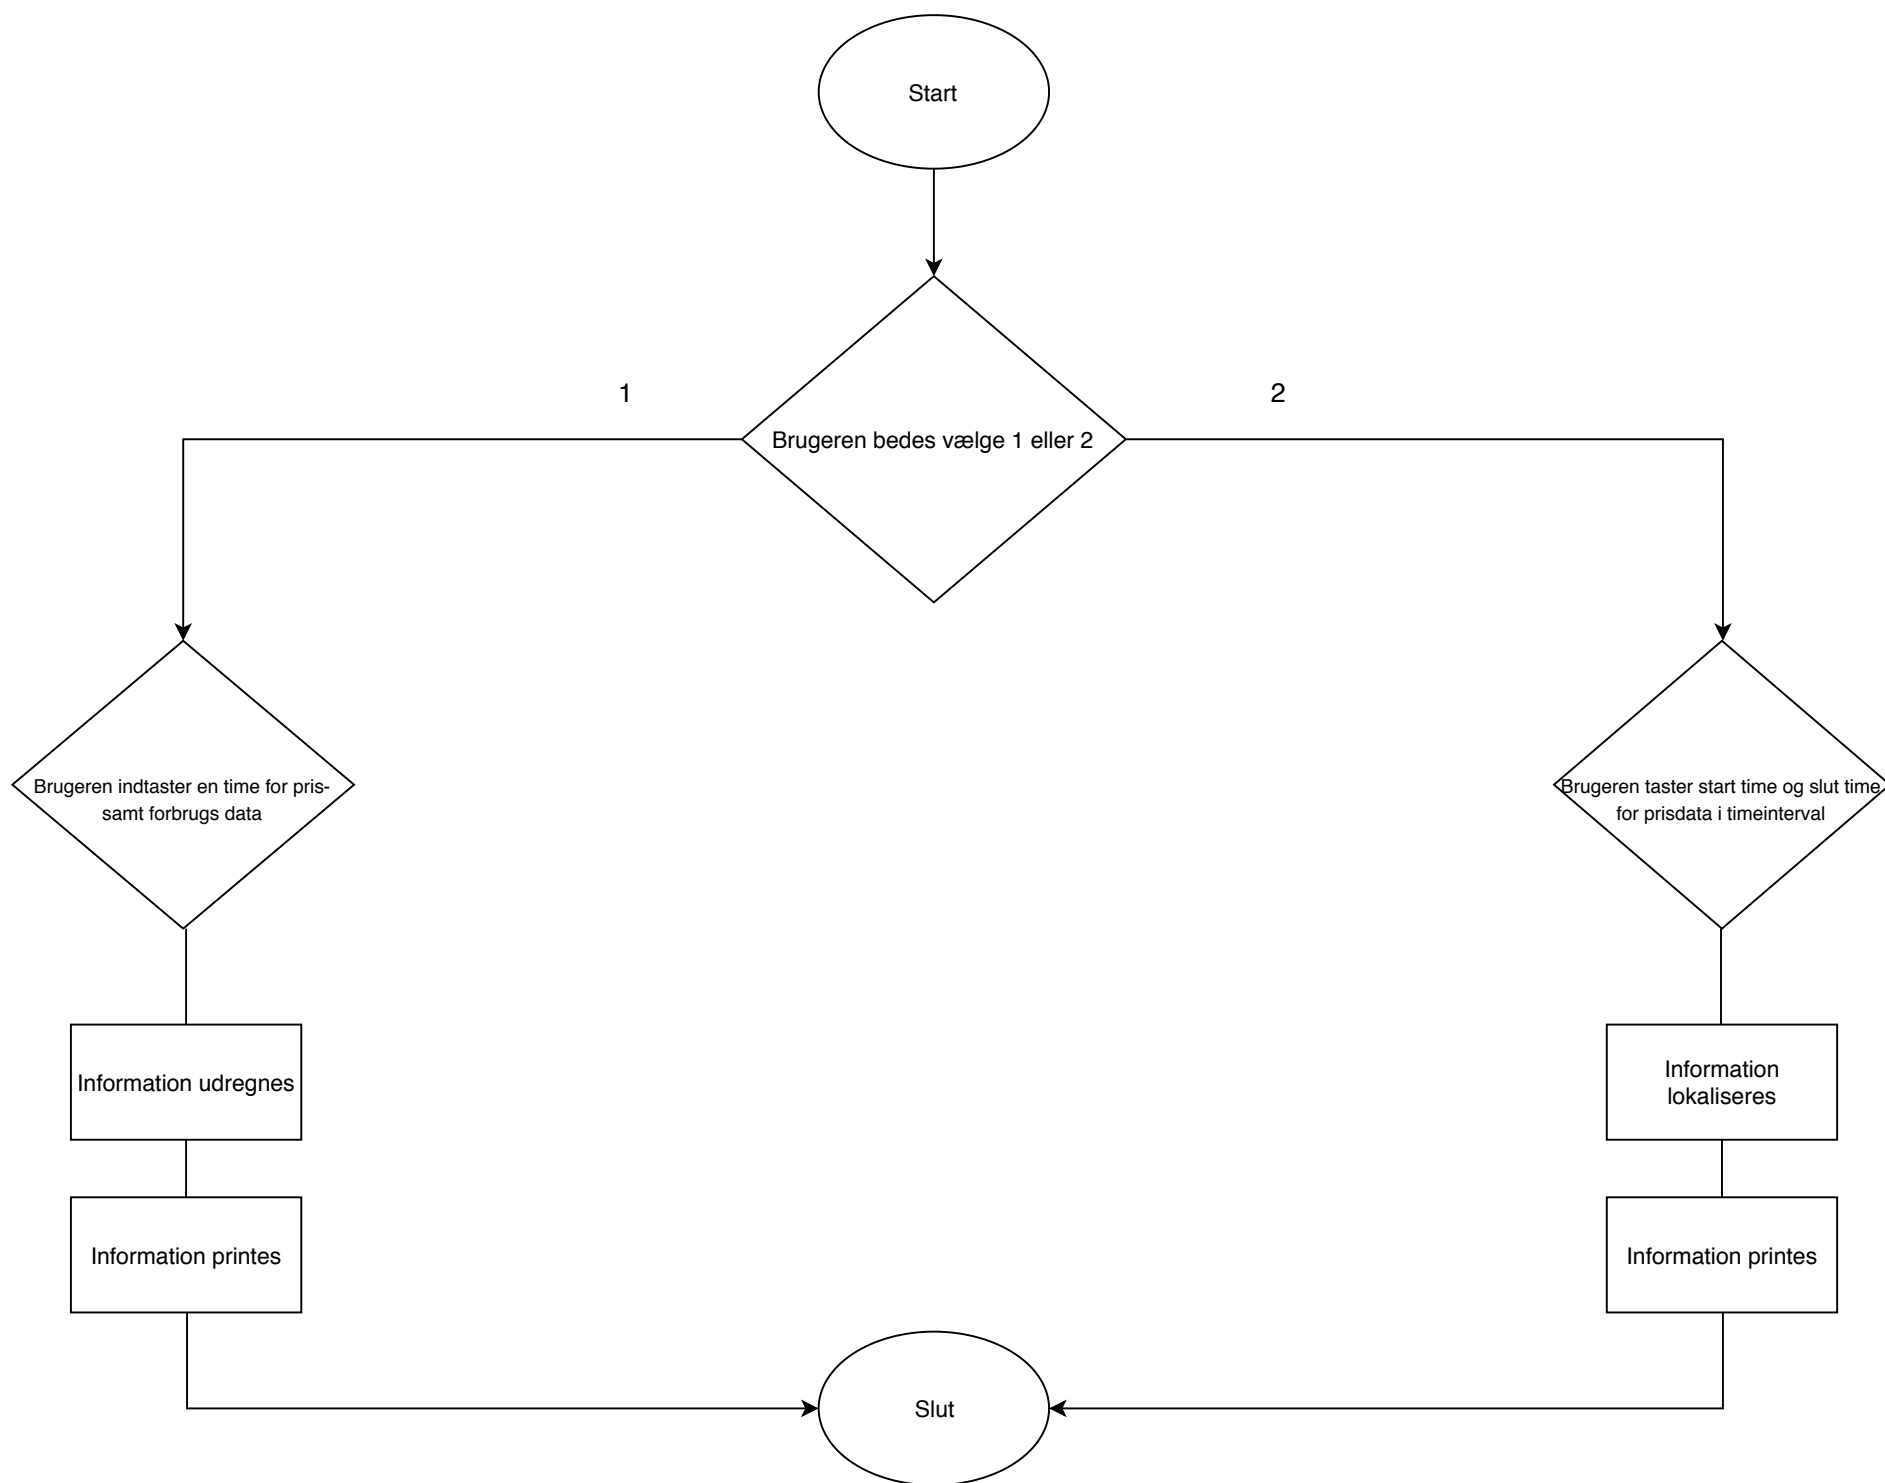 Start
1
2
Brugeren bedes vælge 1 eller 2
Brugeren indtaster en time for pris-
samt forbrugs data
Brugeren taster start time og slut time
for prisdata i timeinterval
Information udregnes
Information
lokaliseres
Information printes
Information printes
Slut